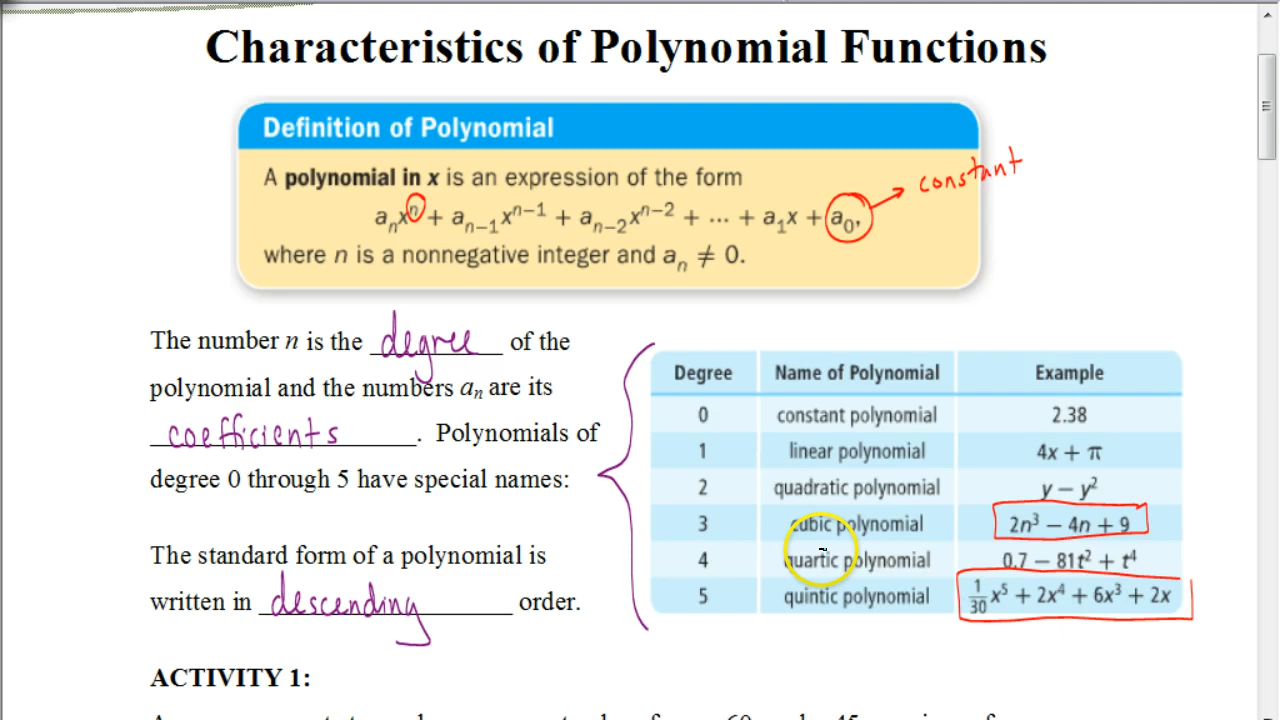 Characteristics of Polynomial Functions
Definition of Polynomial
A polynomial in x is an expression of the form
aₙxⁿ + aₙ₋₁xⁿ⁻¹ + aₙ₋₂xⁿ⁻² + ... + a₁x + a₀,
constant
where n is a nonnegative integer and aₙ ≠ 0.
The number n is the degree of the
polynomial and the numbers aₙ are its
coefficients. Polynomials of
degree 0 through 5 have special names:
The standard form of a polynomial is
written in descending order.
Degree Name of Polynomial Example
0 constant polynomial 2.38
1 linear polynomial 4x + π
2 quadratic polynomial y − y²
3 cubic polynomial 2n³ − 4n + 9
4 quartic polynomial 0.7 − 81t² + t⁴
5 quintic polynomial 1/30 x⁵ + 2x⁴ + 6x³ + 2x
ACTIVITY 1: